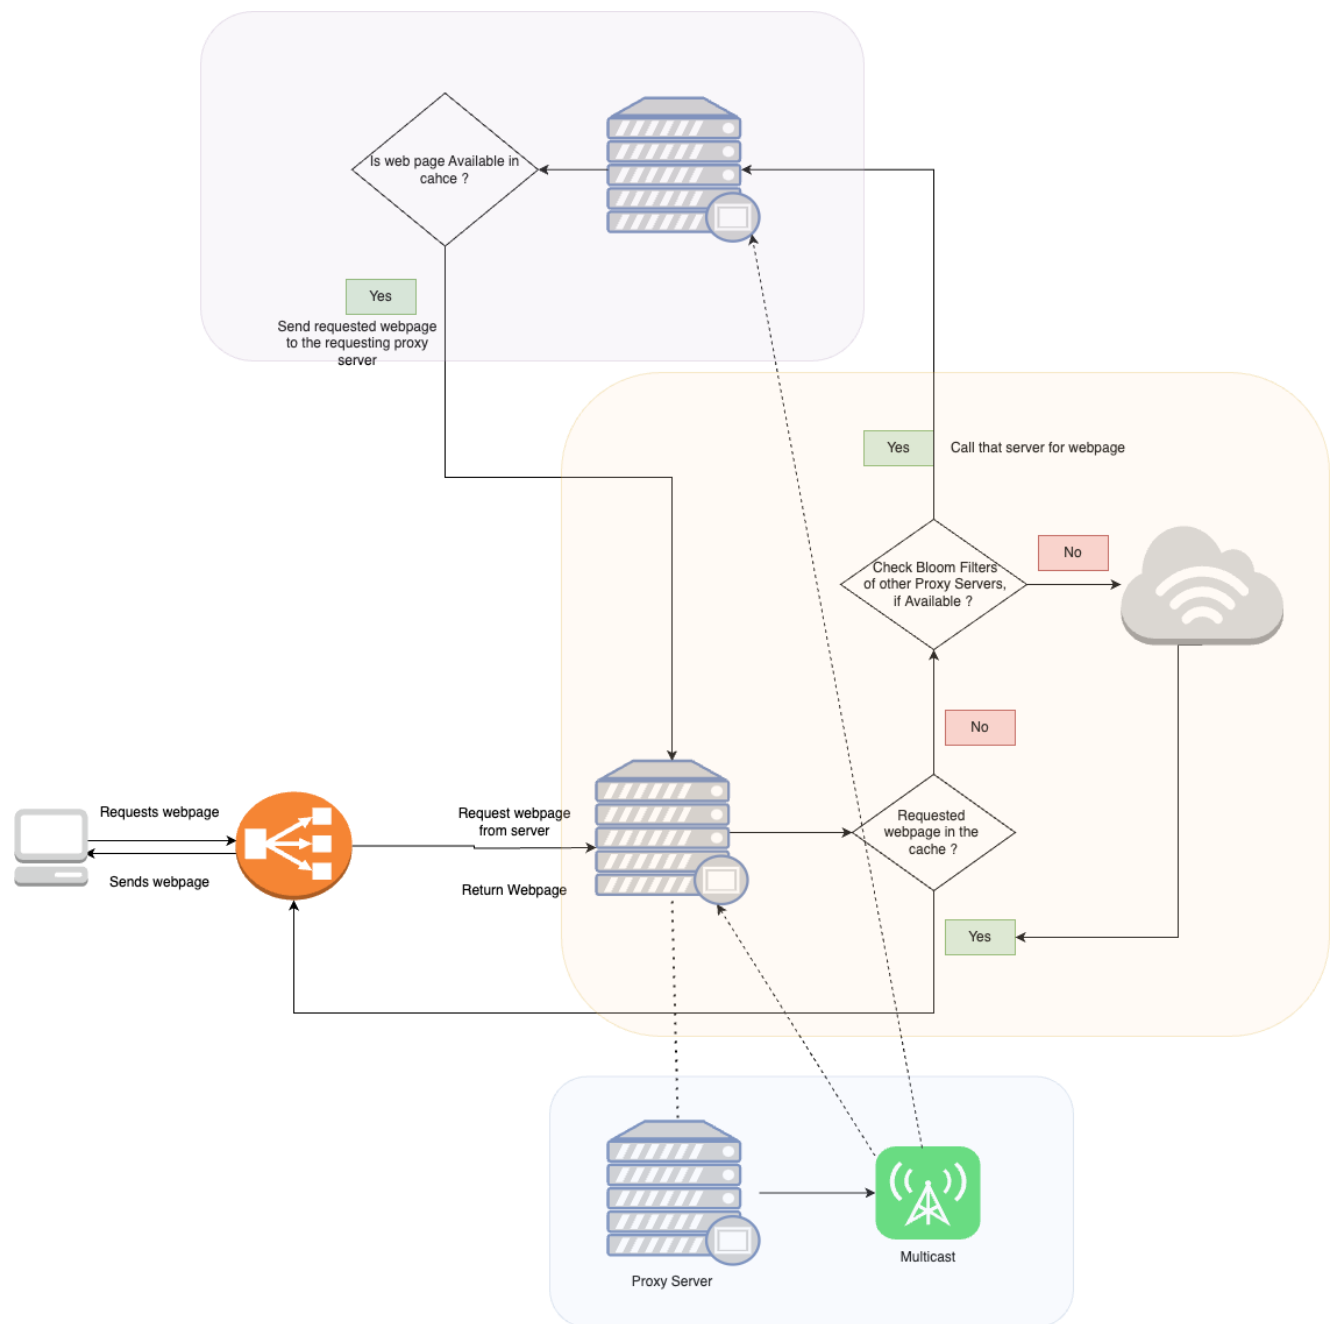 Is web page Available in
cahce ?
Yes
Send requested webpage
to the requesting proxy
server
Yes
Call that server for webpage
No
Check Bloom Filters
of other Proxy Servers,
if Available ?
No
Requests webpage
Sends webpage
Request webpage
from server
Return Webpage
Requested
webpage in the
cache ?
Yes
Multicast
Proxy Server